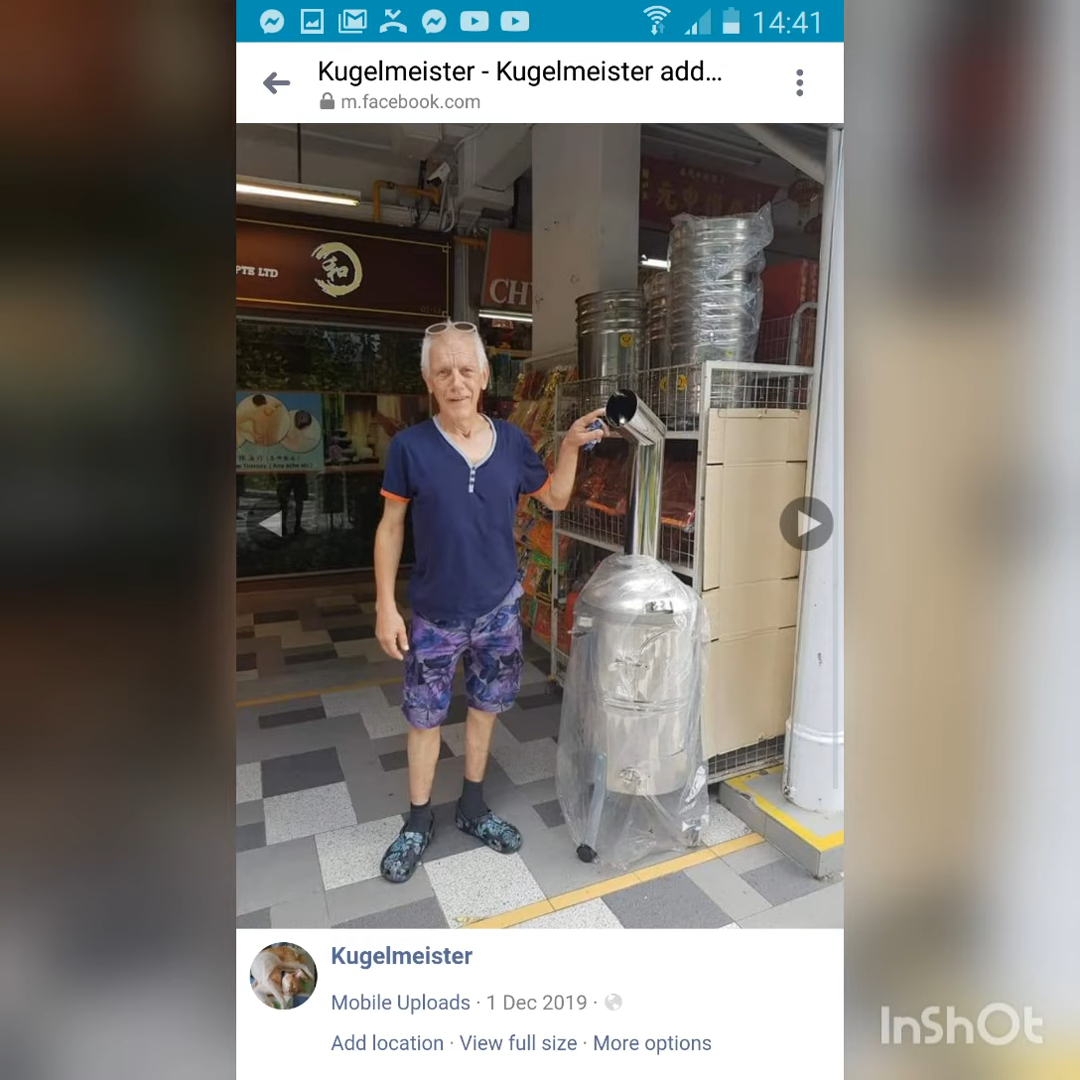 14:41
Kugelmeister - Kugelmeister add...
m.facebook.com
PTE LTD
和
CH
Kugelmeister
Mobile Uploads · 1 Dec 2019 ·
Add location · View full size · More options
InShOt